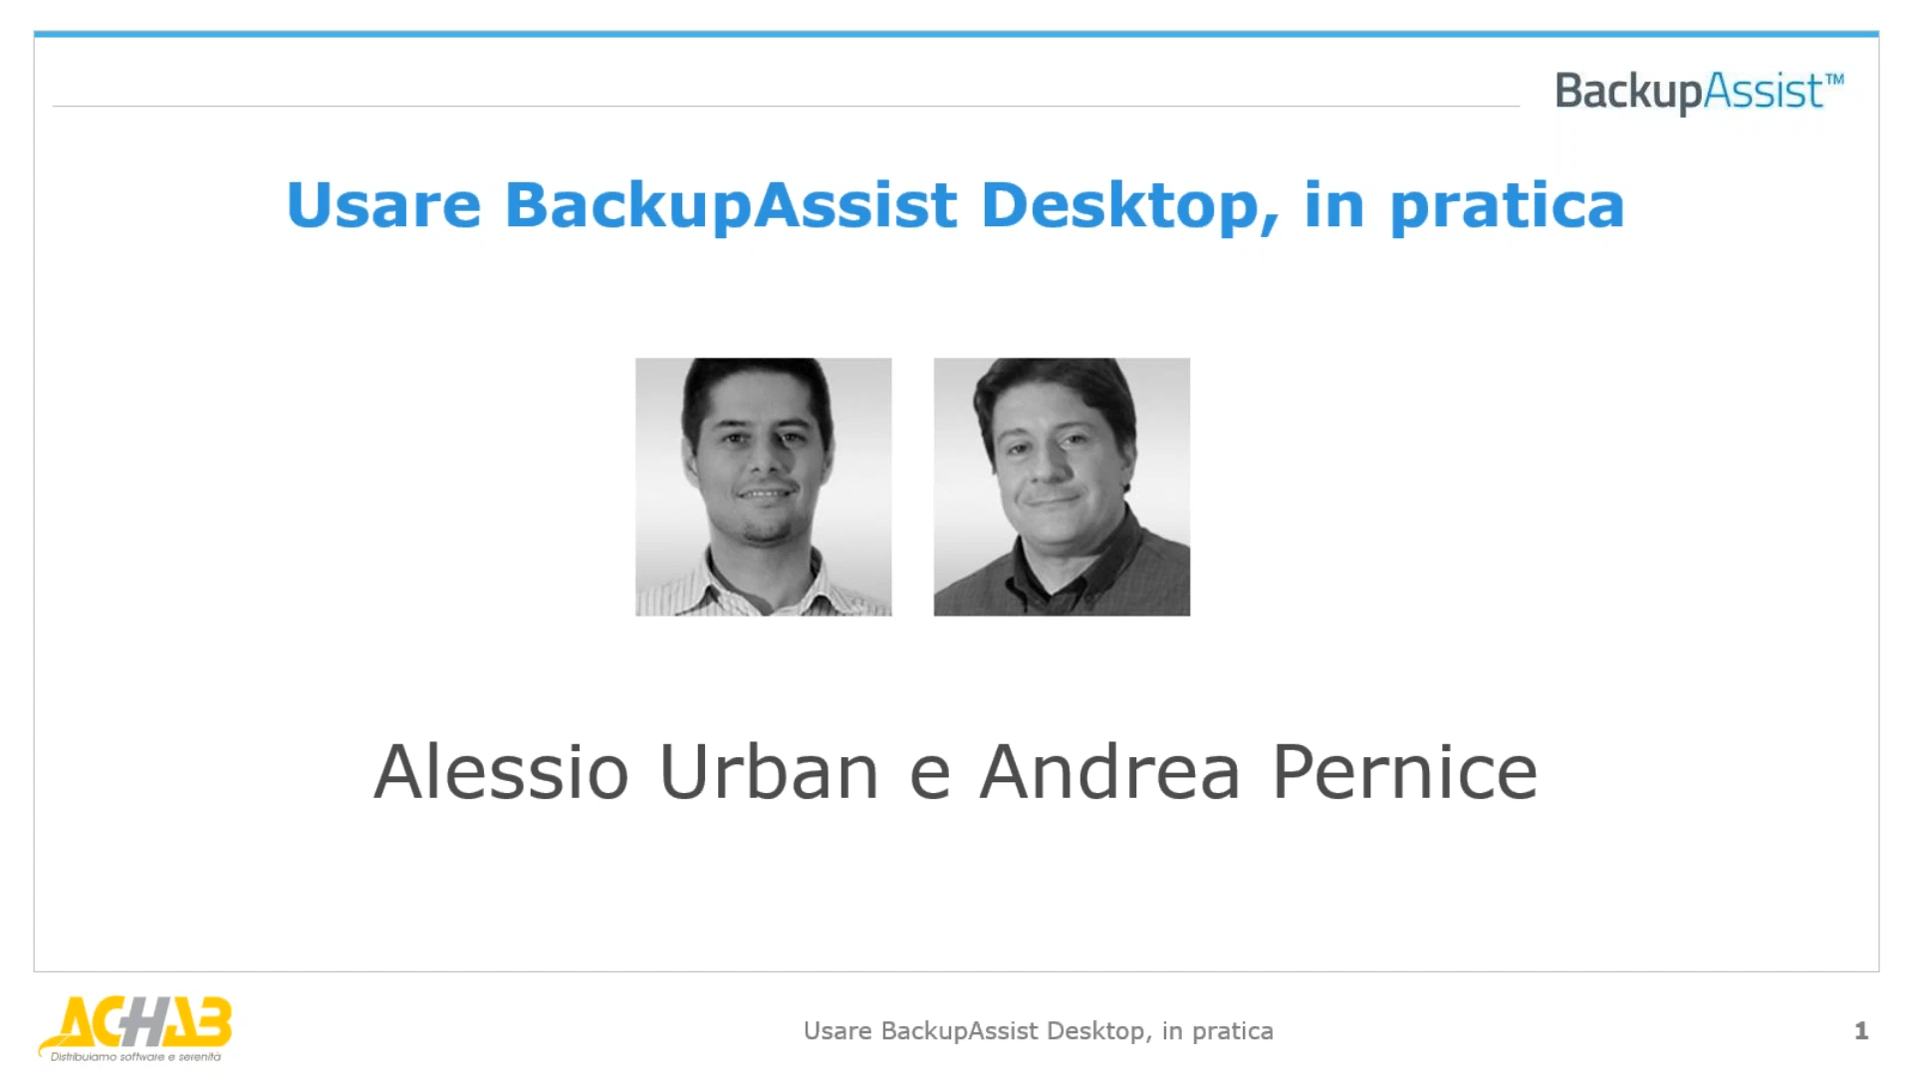 BackupAssist™
Usare BackupAssist Desktop, in pratica
Alessio Urban e Andrea Pernice
ACHAB
Distribuiamo software e serenità
Usare BackupAssist Desktop, in pratica
1